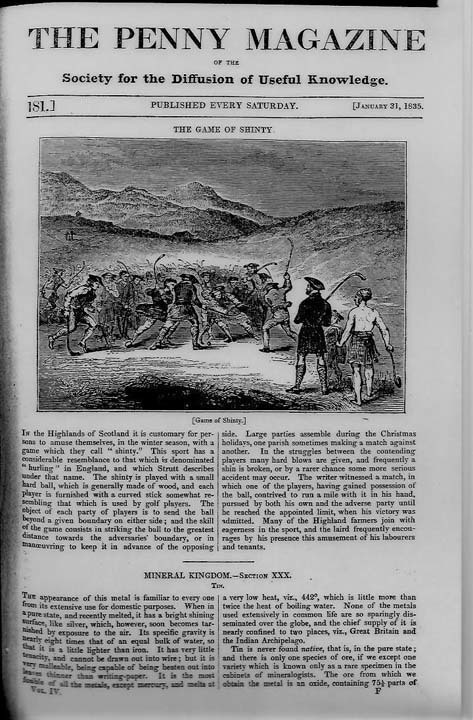 THE PENNY MAGAZINE
OF THE
Society for the Diffusion of Useful Knowledge.
181.]
PUBLISHED EVERY SATURDAY.
[JANUARY 31, 1835.
THE GAME OF SHINTY.
[Game of Shinty.]
IN the Highlands of Scotland it is customary for per-
sons to amuse themselves, in the winter season, with a
game which they call "shinty." This sport has a
considerable resemblance to that which is denominated
"hurling" in England, and which Strutt describes
under that name. The shinty is played with a small
hard ball, which is generally made of wood, and each
player is furnished with a curved stick somewhat re-
sembling that which is used by golf players. The
object of each party of players is to send the ball
beyond a given boundary on either side; and the skill
of the game consists in striking the ball to the greatest
distance towards the adversaries' boundary, or in
manœuvring to keep it in advance of the opposing
side. Large parties assemble during the Christmas
holidays, one parish sometimes making a match against
another. In the struggles between the contending
players many hard blows are given, and frequently a
shin is broken, or by a rarer chance some more serious
accident may occur. The writer witnessed a match, in
which one of the players, having gained possession of
the ball, contrived to run a mile with it in his hand,
pursued by both his own and the adverse party until
he reached the appointed limit, when his victory was
admitted. Many of the Highland farmers join with
eagerness in the sport, and the laird frequently encou-
rages by his presence this amusement of his labourers
and tenants.
MINERAL KINGDOM.—SECTION XXX.
TIN.
THE appearance of this metal is familiar to every one
from its extensive use for domestic purposes. When in
a pure state, and recently melted, it has a bright shining
surface, like silver, which, however, soon becomes tar-
nished by exposure to the air. Its specific gravity is
nearly eight times that of an equal bulk of water, so
that it is a little lighter than iron. It has very little
tenacity, and cannot be drawn out into wire; but it is
very malleable, being capable of being beaten out into
leaves thinner than writing-paper. It is the most
fusible of all the metals, except mercury, and melts at
VOL. IV.
a very low heat, viz., 442°, which is little more than
twice the heat of boiling water. None of the metals
used extensively in common life are so sparingly dis-
seminated over the globe, and the chief supply of it is
nearly confined to two places, viz., Great Britain and
the Indian Archipelago.
Tin is never found native, that is, in the pure state;
and there is only one species of ore, if we except one
variety which is known only as a rare specimen in the
cabinets of mineralogists. The ore from which we
obtain the metal is an oxide, containing 75½ parts of
F